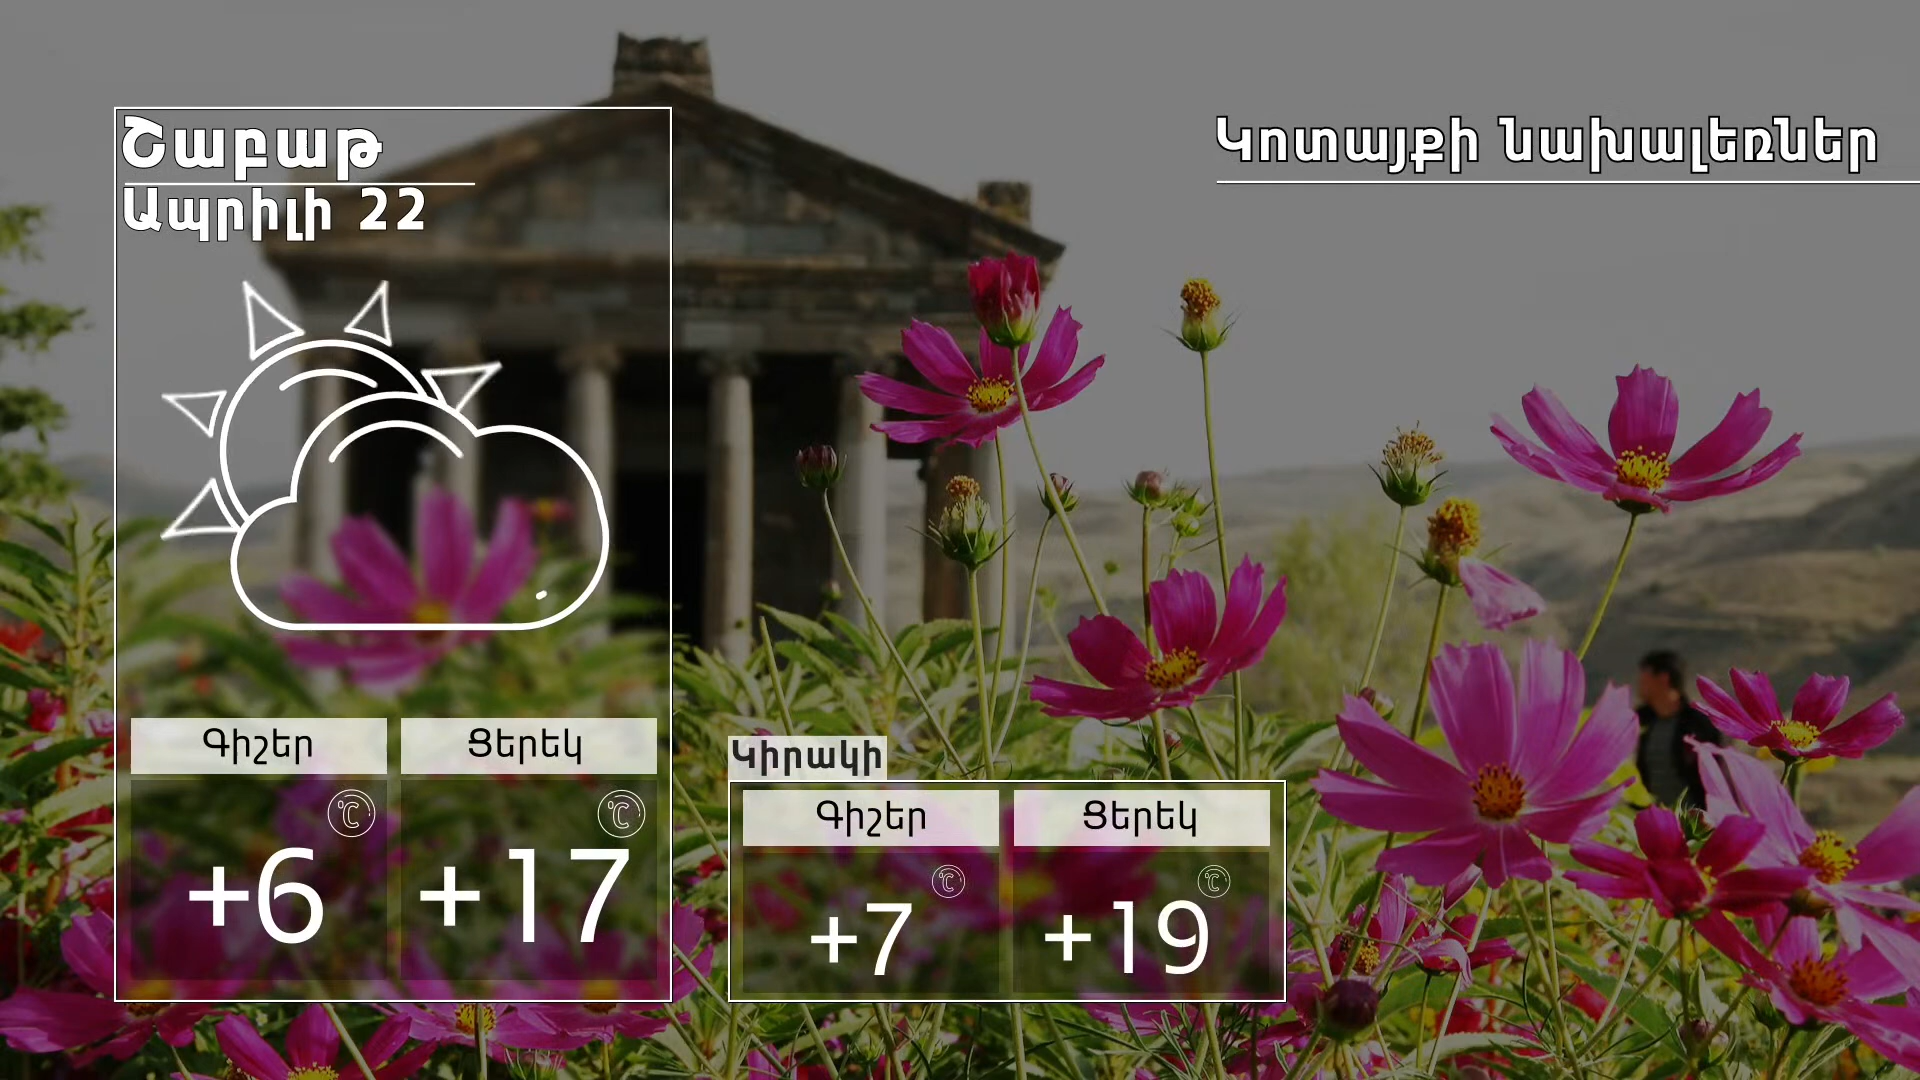 Շաբաթ
Ապրիլի 22
Կոտայքի նախալեռներ
Գիշեր
Ցերեկ
°C
°C
+6
+17
Կիրակի
Գիշեր
Ցերեկ
°C
°C
+7
+19